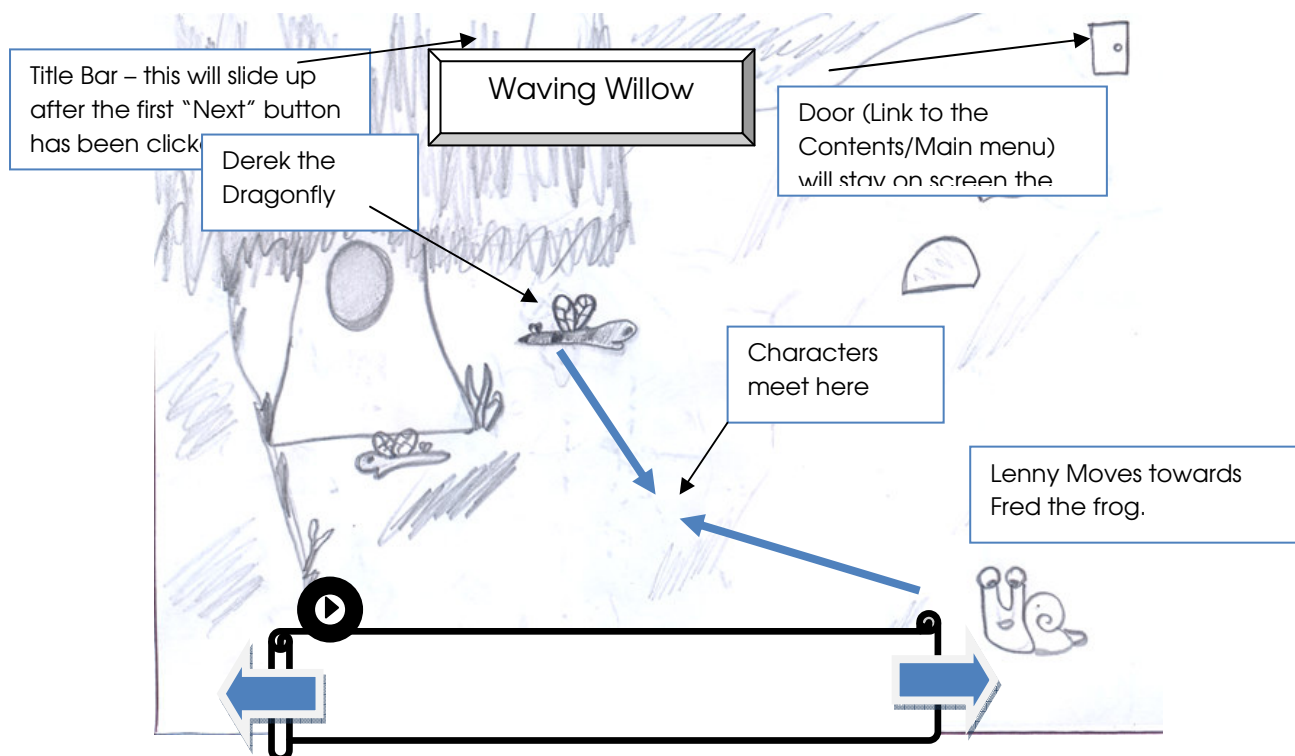 Title Bar – this will slide up
after the first “Next” button
has been
Waving Willow
Door (Link to the
Contents/Main menu)
will stay on screen the
Derek the
Dragonfly
Characters
meet here
Lenny Moves towards
Fred the frog.